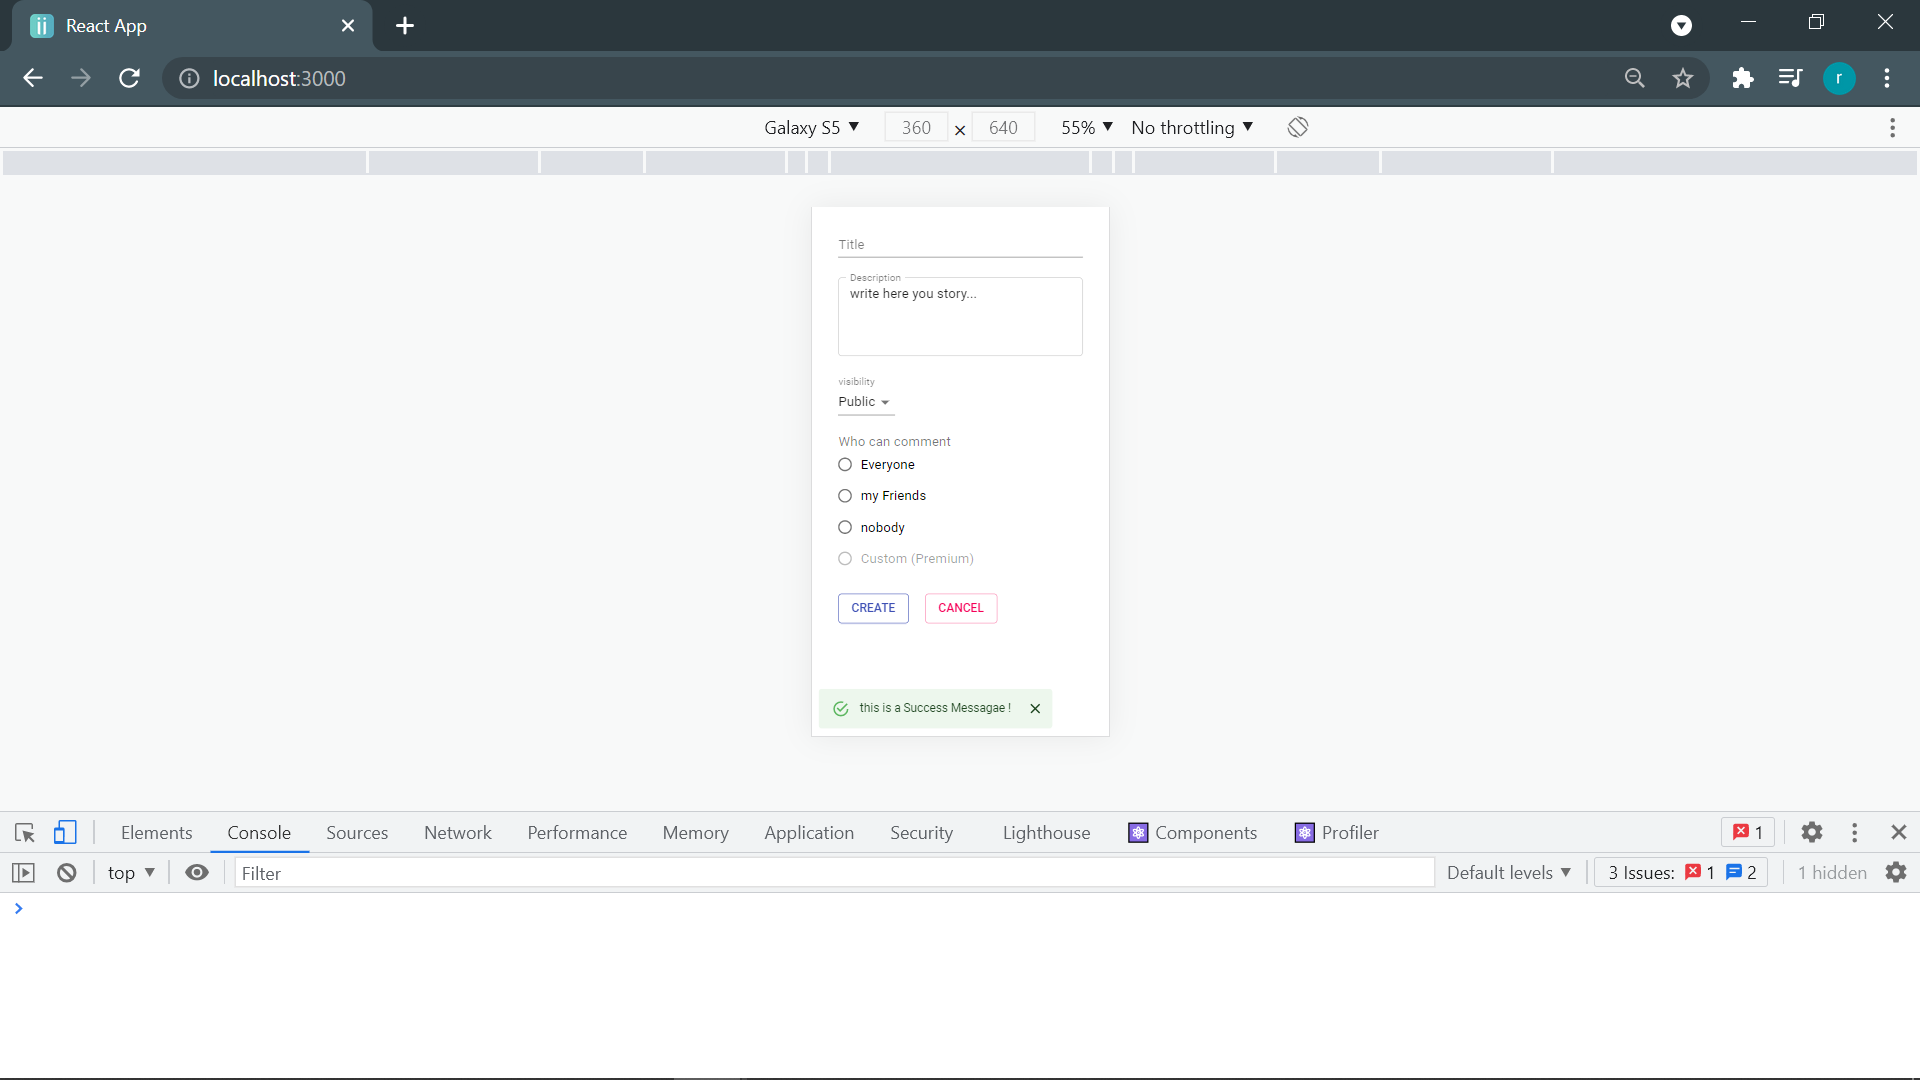 React App
localhost:3000
Galaxy S5 ▼ 360 × 640 55% ▼ No throttling ▼
Title
Description
write here you story...
visibility
Public
Who can comment
Everyone
my Friends
nobody
Custom (Premium)
CREATE CANCEL
this is a Success Messagae !
Elements Console Sources Network Performance Memory Application Security Lighthouse Components Profiler 1
top ▼ Filter Default levels ▼ 3 Issues: 1 2 1 hidden
r